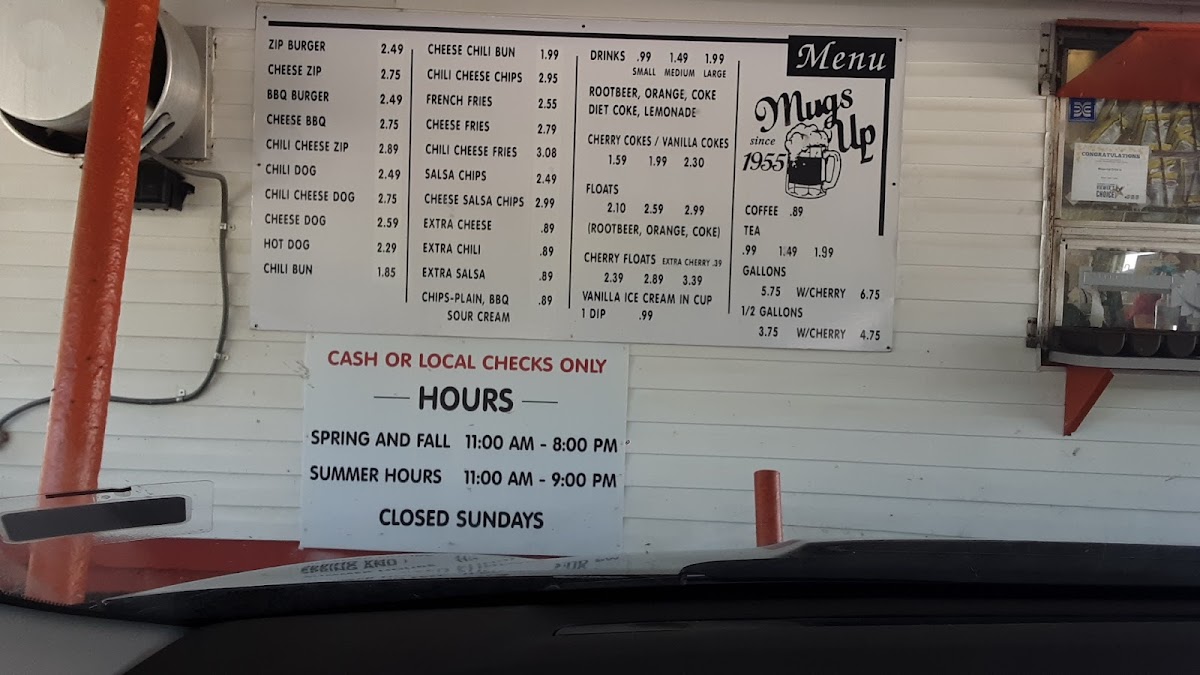 ZIP BURGER 2.49
CHEESE ZIP 2.75
BBQ BURGER 2.49
CHEESE BBQ 2.75
CHILI CHEESE ZIP 2.89
CHILI DOG 2.49
CHILI CHEESE DOG 2.75
CHEESE DOG 2.59
HOT DOG 2.29
CHILI BUN 1.85
CHEESE CHILI BUN 1.99
CHILI CHEESE CHIPS 2.95
FRENCH FRIES 2.55
CHEESE FRIES 2.79
CHILI CHEESE FRIES 3.08
SALSA CHIPS 2.49
CHEESE SALSA CHIPS 2.99
EXTRA CHEESE .89
EXTRA CHILI .89
EXTRA SALSA .89
CHIPS-PLAIN, BBQ .89
SOUR CREAM
DRINKS .99 1.49 1.99
SMALL MEDIUM LARGE
ROOTBEER, ORANGE, COKE
DIET COKE, LEMONADE
CHERRY COKES / VANILLA COKES
1.59 1.99 2.30
FLOATS
2.10 2.59 2.99
(ROOTBEER, ORANGE, COKE)
CHERRY FLOATS EXTRA CHERRY .39
2.39 2.89 3.39
VANILLA ICE CREAM IN CUP
1 DIP .99
Menu
Mugs
Up
since
1955
COFFEE .89
TEA
.99 1.49 1.99
GALLONS
5.75 W/CHERRY 6.75
1/2 GALLONS
3.75 W/CHERRY 4.75
CONGRATULATIONS
CASH OR LOCAL CHECKS ONLY
HOURS
SPRING AND FALL 11:00 AM - 8:00 PM
SUMMER HOURS 11:00 AM - 9:00 PM
CLOSED SUNDAYS